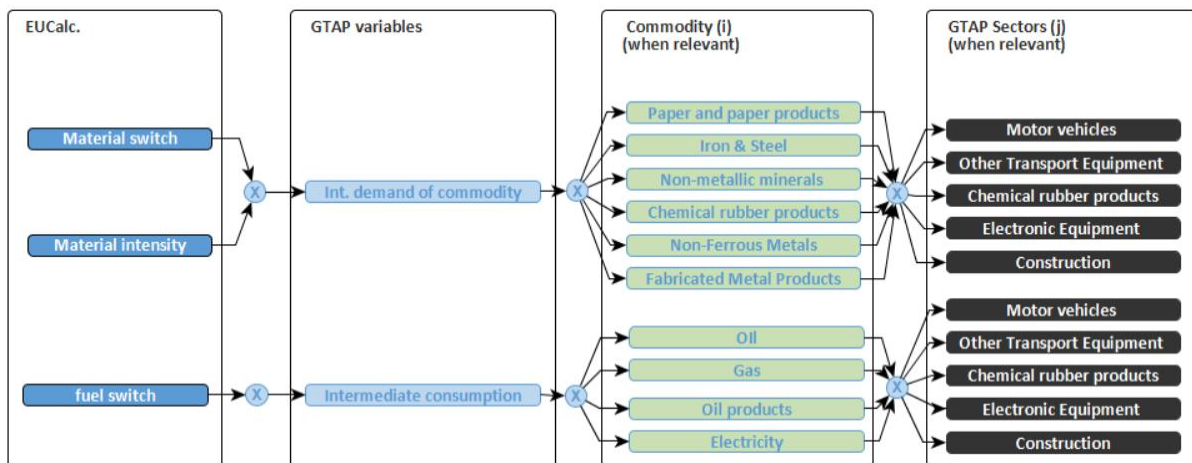 EUCalc.
GTAP variables
Commodity (i)
(when relevant)
GTAP Sectors (j)
(when relevant)
Material switch
Material intensity
X
Int. demand of commodity
X
Paper and paper products
Iron & Steel
Non-metallic minerals
Chemical rubber products
Non-Ferrous Metals
Fabricated Metal Products
X
Motor vehicles
Other Transport Equipment
Chemical rubber products
Electronic Equipment
Construction
fuel switch
X
Intermediate consumption
X
OIl
Gas
Oil products
Electricity
X
Motor vehicles
Other Transport Equipment
Chemical rubber products
Electronic Equipment
Construction